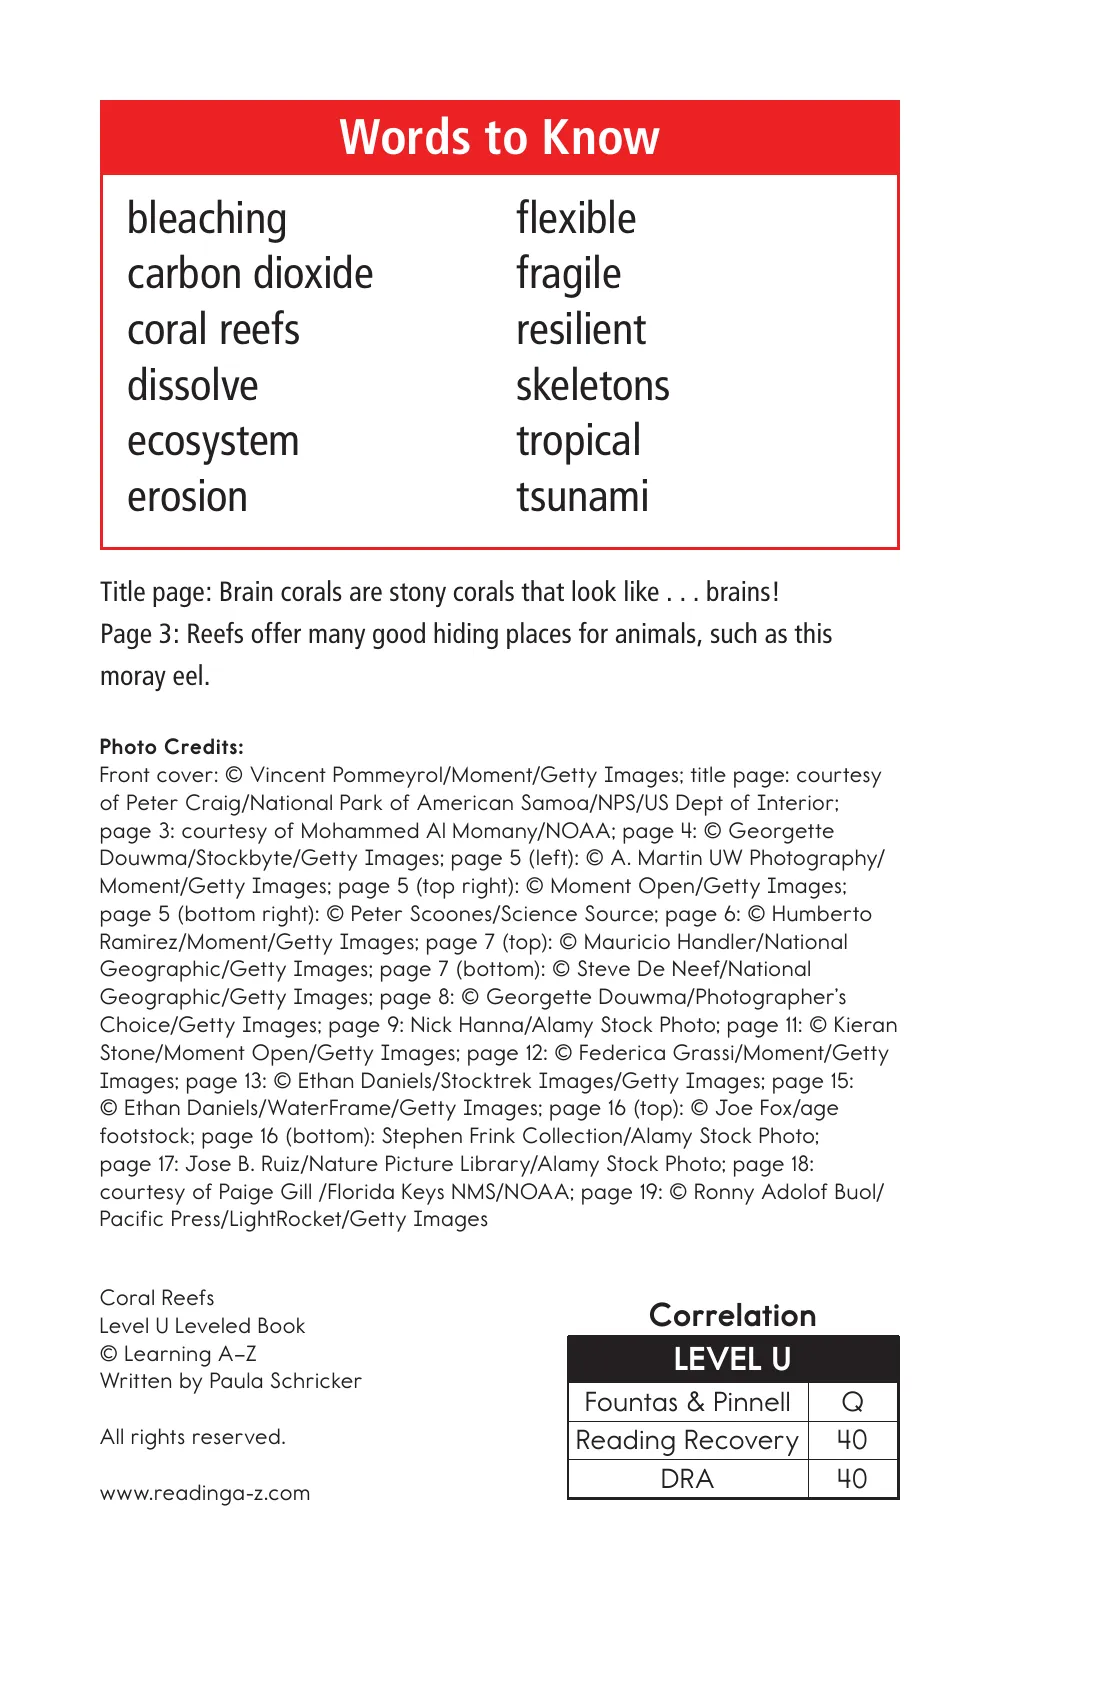 Words to Know
bleaching
carbon dioxide
coral reefs
dissolve
ecosystem
erosion
flexible
fragile
resilient
skeletons
tropical
tsunami
Title page: Brain corals are stony corals that look like . . . brains!
Page 3: Reefs offer many good hiding places for animals, such as this
moray eel.
Photo Credits:
Front cover: © Vincent Pommeyrol/Moment/Getty Images; title page: courtesy
of Peter Craig/National Park of American Samoa/NPS/US Dept of Interior;
page 3: courtesy of Mohammed Al Momany/NOAA; page 4: © Georgette
Douwma/Stockbyte/Getty Images; page 5 (left): © A. Martin UW Photography/
Moment/Getty Images; page 5 (top right): © Moment Open/Getty Images;
page 5 (bottom right): © Peter Scoones/Science Source; page 6: © Humberto
Ramirez/Moment/Getty Images; page 7 (top): © Mauricio Handler/National
Geographic/Getty Images; page 7 (bottom): © Steve De Neef/National
Geographic/Getty Images; page 8: © Georgette Douwma/Photographer's
Choice/Getty Images; page 9: Nick Hanna/Alamy Stock Photo; page 11: © Kieran
Stone/Moment Open/Getty Images; page 12: © Federica Grassi/Moment/Getty
Images; page 13: © Ethan Daniels/Stocktrek Images/Getty Images; page 15:
© Ethan Daniels/WaterFrame/Getty Images; page 16 (top): © Joe Fox/age
footstock; page 16 (bottom): Stephen Frink Collection/Alamy Stock Photo;
page 17: Jose B. Ruiz/Nature Picture Library/Alamy Stock Photo; page 18:
courtesy of Paige Gill /Florida Keys NMS/NOAA; page 19: © Ronny Adolof Buol/
Pacific Press/LightRocket/Getty Images
Coral Reefs
Level U Leveled Book
© Learning A–Z
Written by Paula Schricker
All rights reserved.
www.readinga-z.com
Correlation
LEVEL U
Fountas & Pinnell Q
Reading Recovery 40
DRA 40